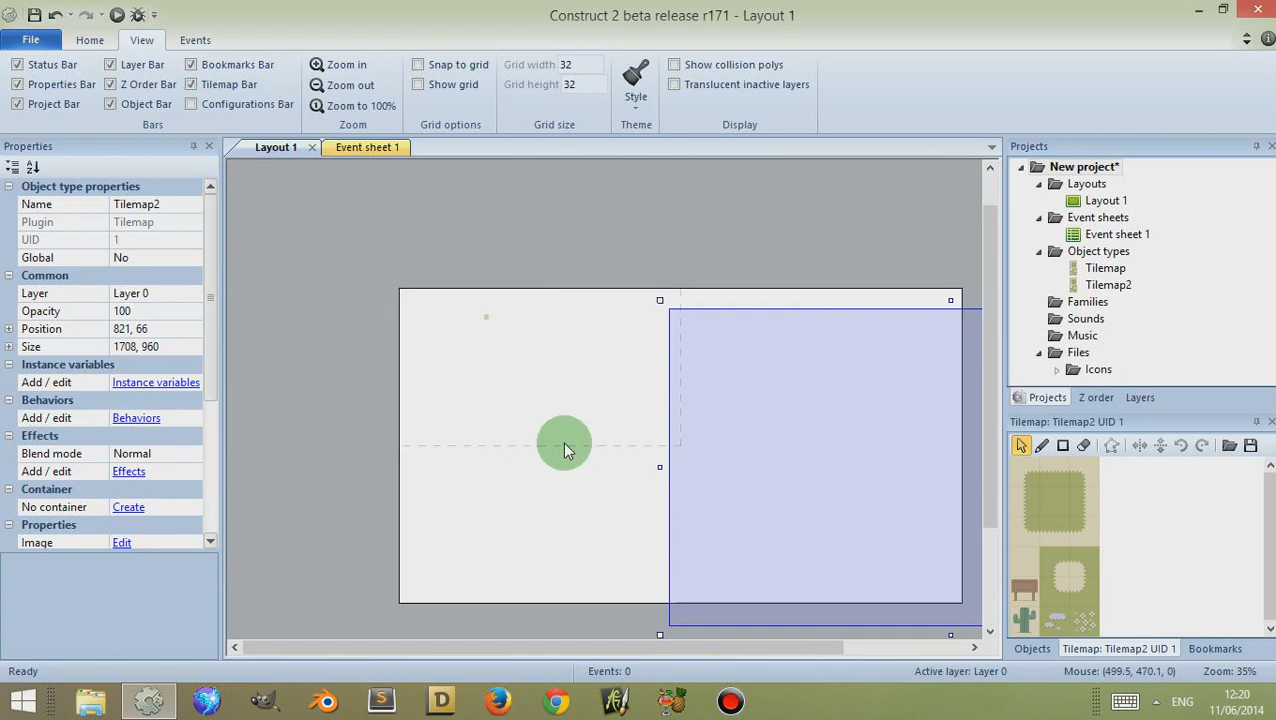 Construct 2 beta release r171 - Layout 1
File Home View Events
Status Bar Layer Bar Bookmarks Bar Zoom in Snap to grid Grid width 32 Show collision polys
Properties Bar Z Order Bar Tilemap Bar Zoom out Show grid Grid height 32 Style Translucent inactive layers
Project Bar Object Bar Configurations Bar Zoom to 100%
Bars Zoom Grid options Grid size Theme Display
Properties Layout 1 Event sheet 1 Projects
Object type properties
Name Tilemap2
Plugin Tilemap
UID 1
Global No
Common
Layer Layer 0
Opacity 100
Position 821, 66
Size 1708, 960
Instance variables
Add / edit Instance variables
Behaviors
Add / edit Behaviors
Effects
Blend mode Normal
Add / edit Effects
Container
No container Create
Properties
Image Edit
New project*
Layouts
Layout 1
Event sheets
Event sheet 1
Object types
Tilemap
Tilemap2
Families
Sounds
Music
Files
Icons
Projects Z order Layers
Tilemap: Tilemap2 UID 1
Objects Tilemap: Tilemap2 UID 1 Bookmarks
Ready Events: 0 Active layer: Layer 0 Mouse: (499.5, 470.1, 0) Zoom: 35%
S D ENG 12:20
11/06/2014